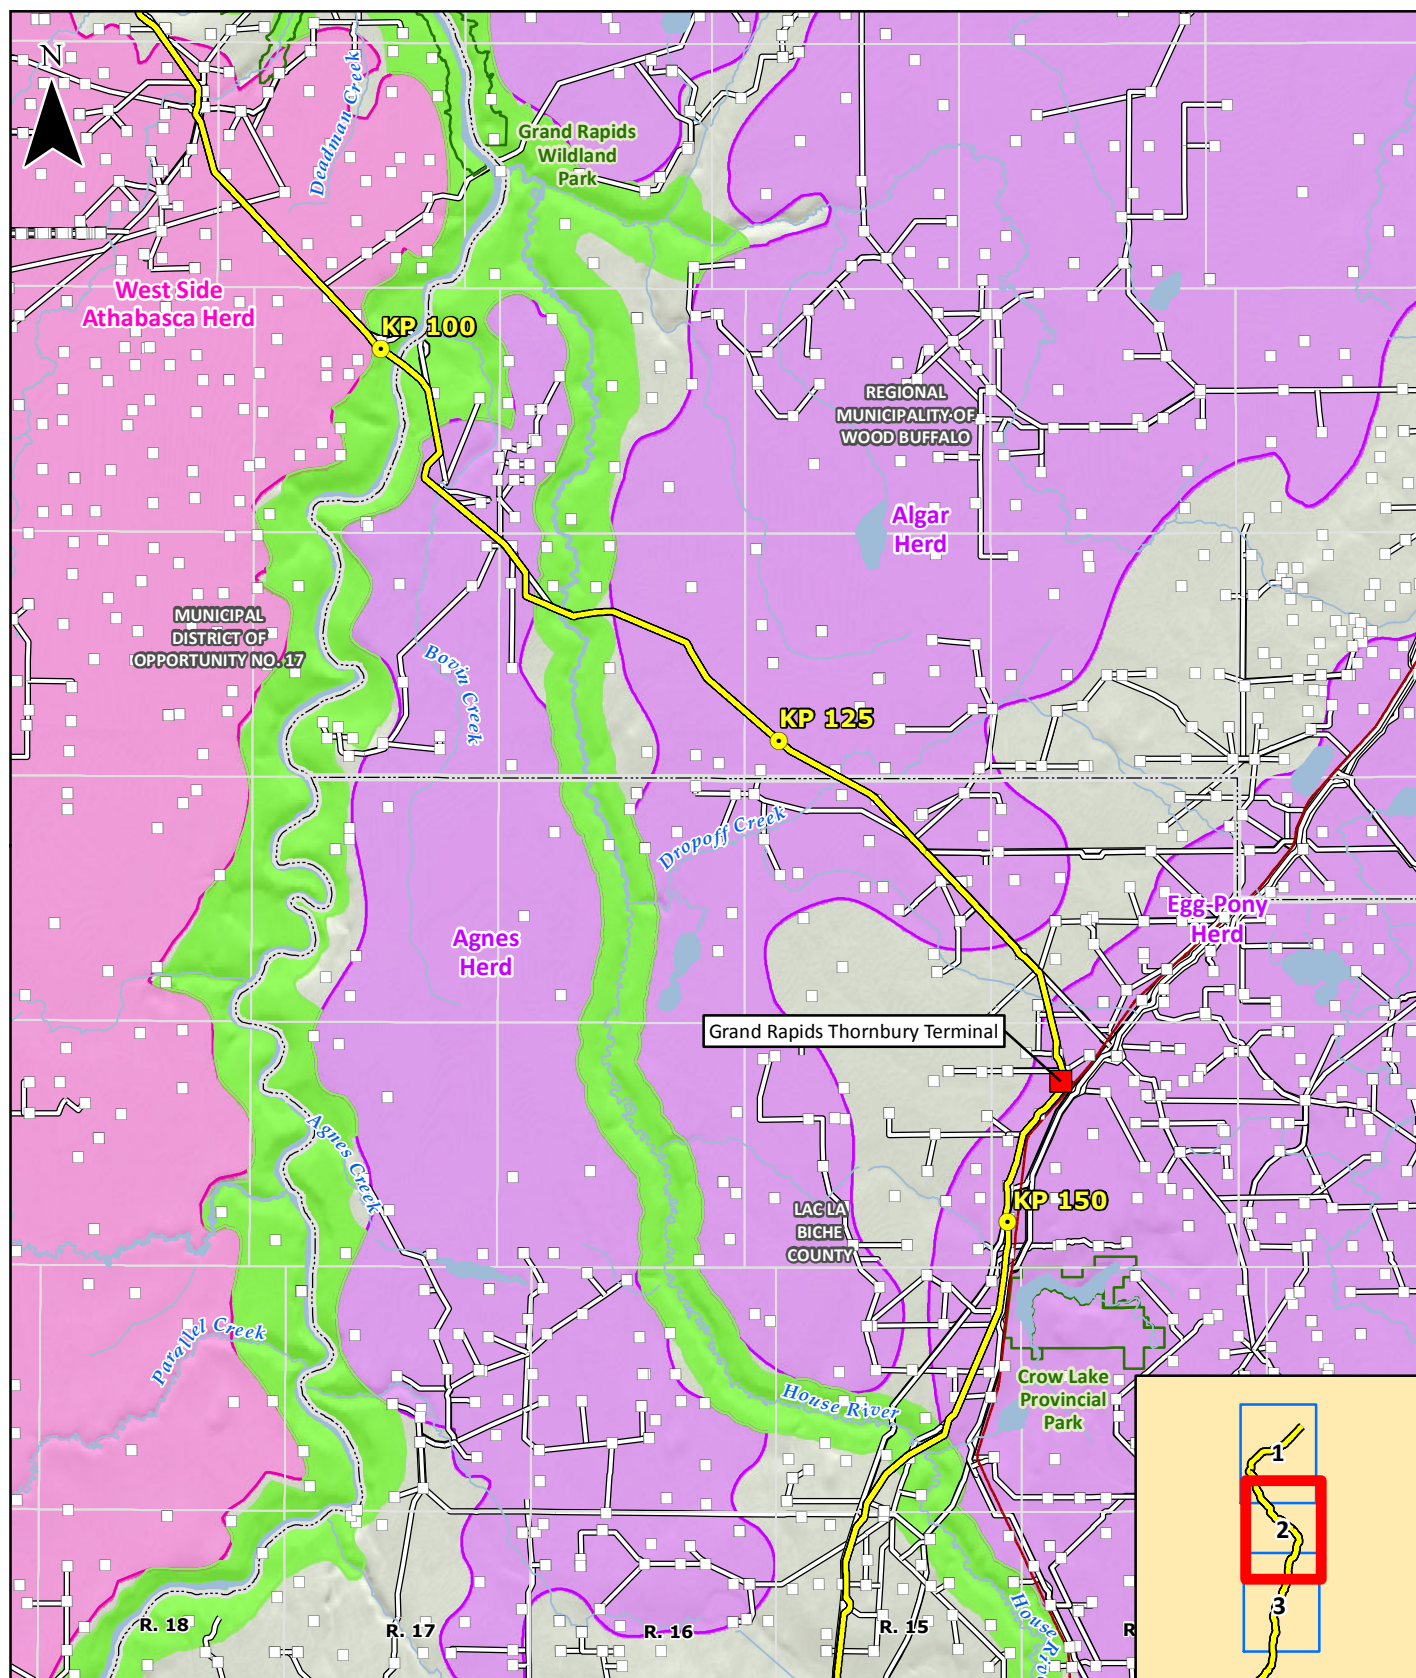 N
Deadman Creek
Grand Rapids
Wildland
Park
West Side
Athabasca Herd
KP 100
REGIONAL
MUNICIPALITY OF
WOOD BUFFALO
Algar
Herd
MUNICIPAL
DISTRICT OF
OPPORTUNITY NO. 17
Bovin Creek
KP 125
Dropoff Creek
Egg-Pony
Herd
Agnes
Herd
Grand Rapids Thornbury Terminal
Agnes Creek
KP 150
LAC LA
BICHE
COUNTY
Parallel Creek
House River
Crow Lake
Provincial
Park
1
2
3
House
R. 18
R. 17
R. 16
R. 15
R